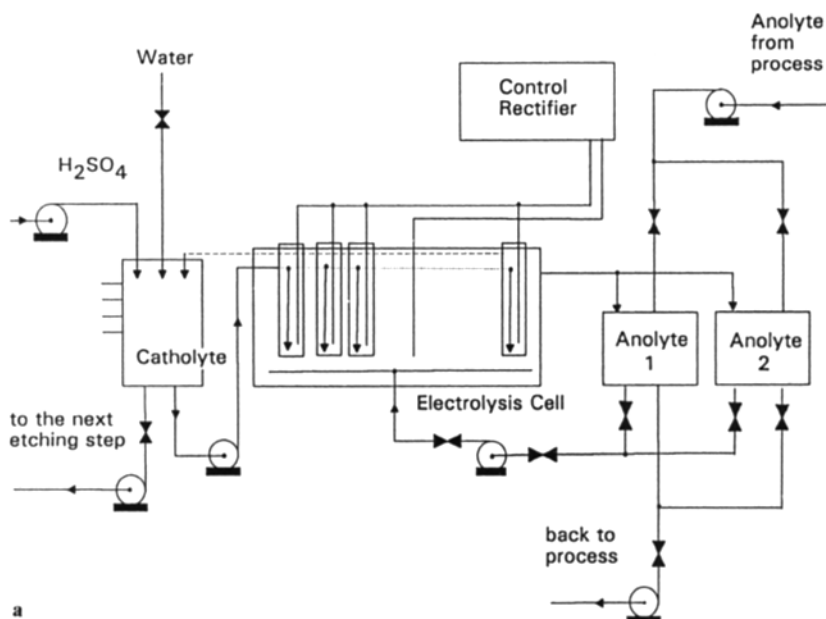 Anolyte
from
process
Water
Control
Rectifier
H₂SO₄
Catholyte
Anolyte
1
Anolyte
2
Electrolysis Cell
to the next
etching step
back to
process
a